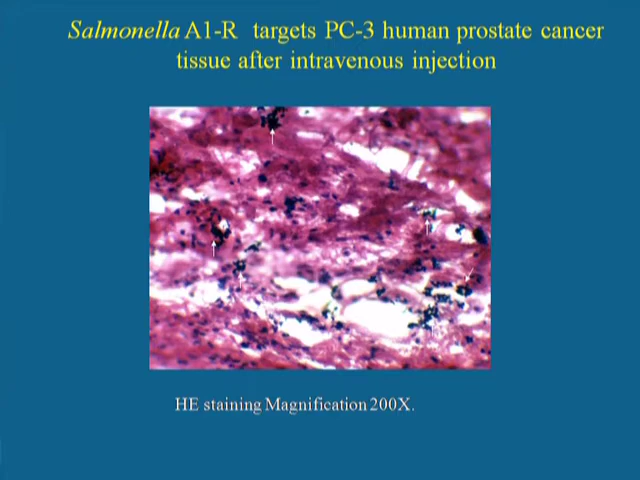 Salmonella A1-R targets PC-3 human prostate cancer
tissue after intravenous injection
HE staining Magnification 200X.